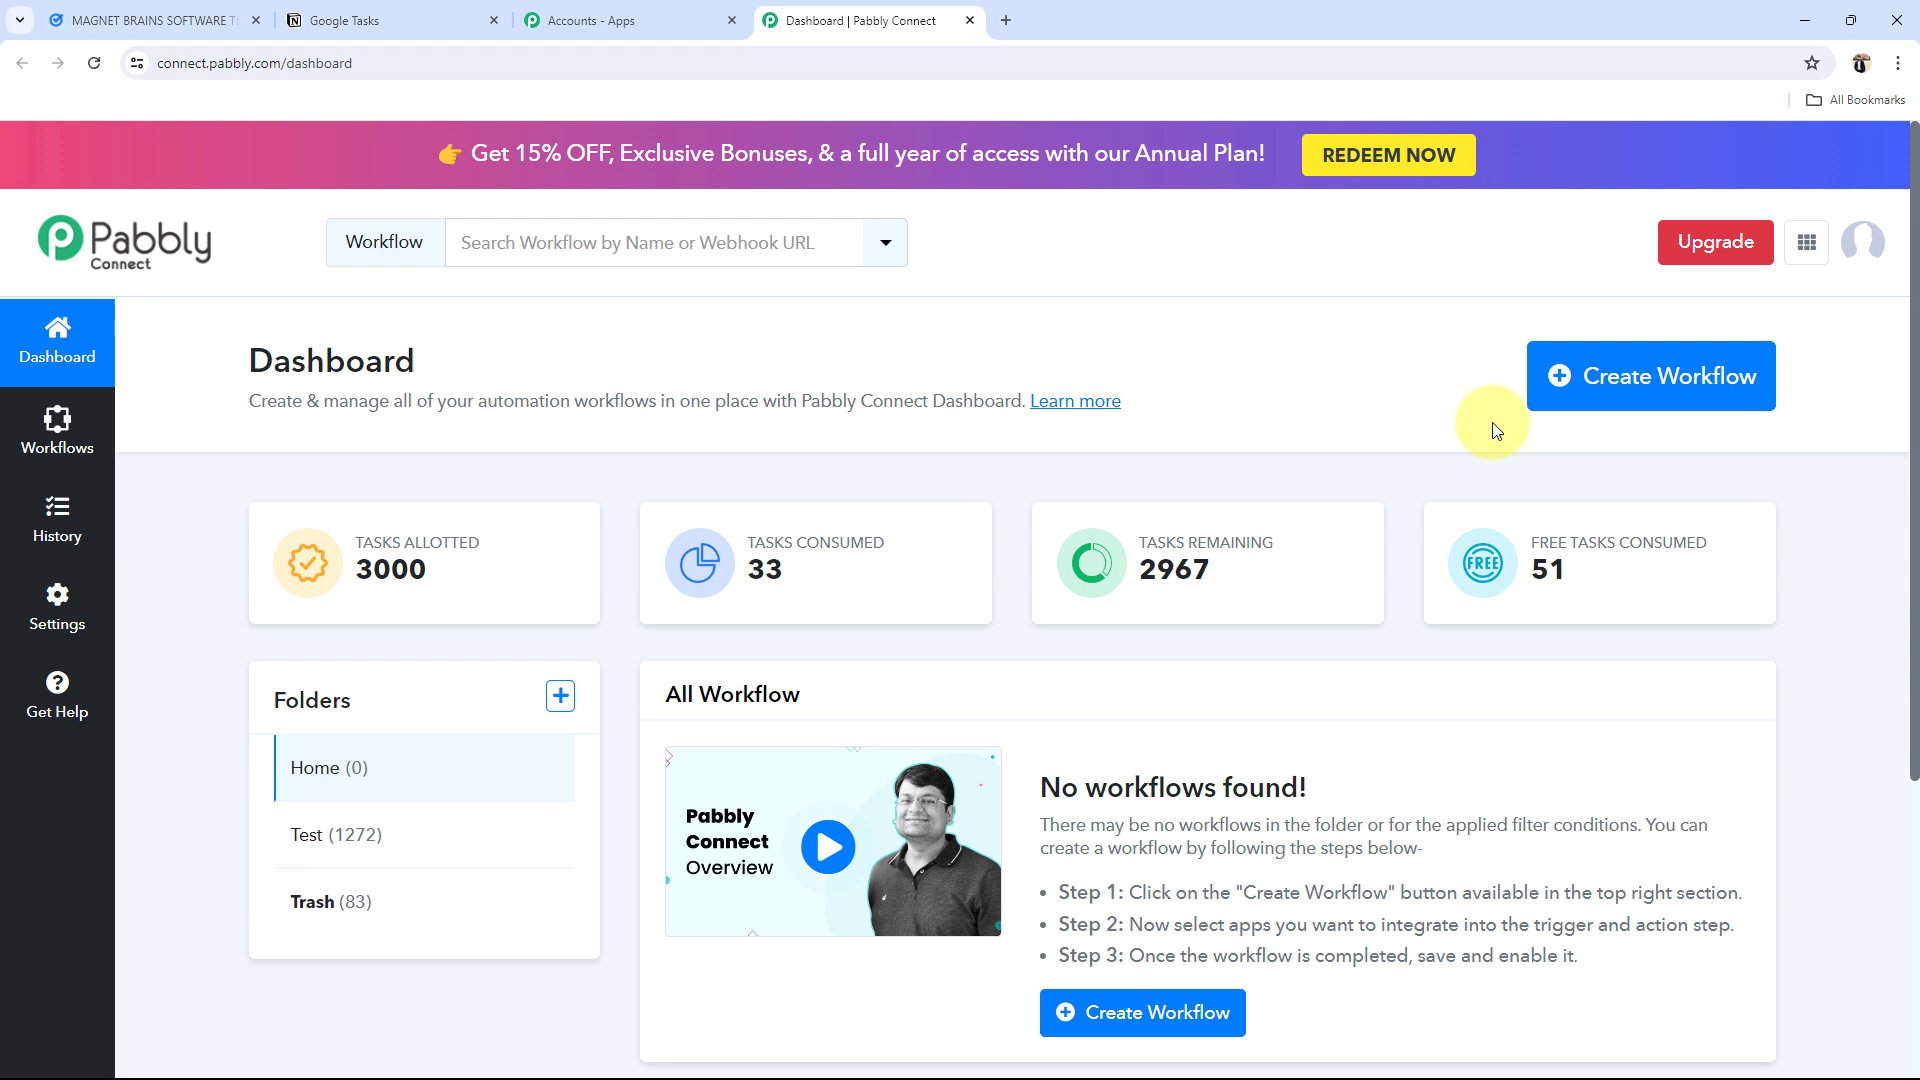 MAGNET BRAINS SOFTWARE T
Google Tasks
Accounts - Apps
Dashboard | Pabbly Connect
connect.pabbly.com/dashboard
All Bookmarks
👉 Get 15% OFF, Exclusive Bonuses, & a full year of access with our Annual Plan!
REDEEM NOW
Pabbly
Connect
Workflow
Search Workflow by Name or Webhook URL
Upgrade
Dashboard
Workflows
History
Settings
Get Help
Dashboard
Create & manage all of your automation workflows in one place with Pabbly Connect Dashboard. Learn more
Create Workflow
TASKS ALLOTTED
3000
TASKS CONSUMED
33
TASKS REMAINING
2967
FREE
FREE TASKS CONSUMED
51
Folders
Home (0)
Test (1272)
Trash (83)
All Workflow
Pabbly
Connect
Overview
No workflows found!
There may be no workflows in the folder or for the applied filter conditions. You can
create a workflow by following the steps below-
• Step 1: Click on the "Create Workflow" button available in the top right section.
• Step 2: Now select apps you want to integrate into the trigger and action step.
• Step 3: Once the workflow is completed, save and enable it.
Create Workflow